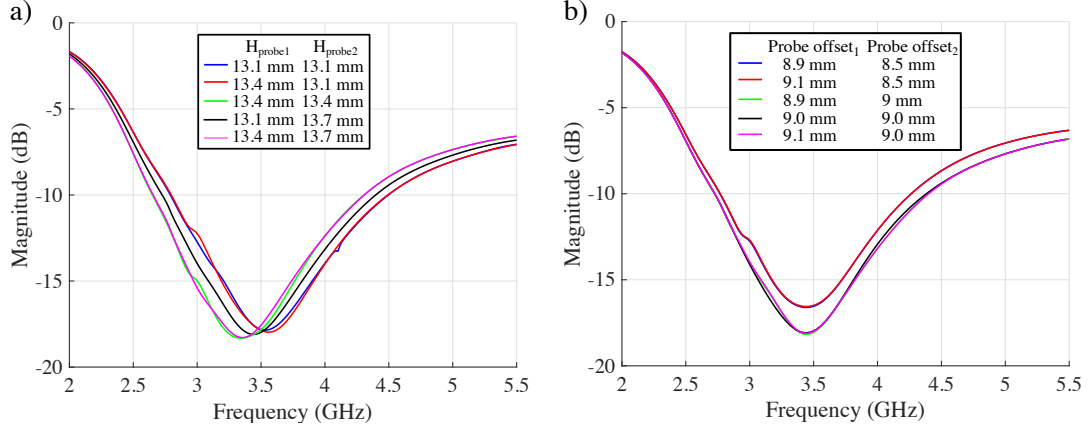 a)
H_probe1 H_probe2
13.1 mm 13.1 mm
13.4 mm 13.1 mm
13.4 mm 13.4 mm
13.1 mm 13.7 mm
13.4 mm 13.7 mm
0
-5
-10
-15
-20
Magnitude (dB)
2 2.5 3 3.5 4 4.5 5 5.5
Frequency (GHz)
b)
Probe offset_1 Probe offset_2
8.9 mm 8.5 mm
9.1 mm 8.5 mm
8.9 mm 9 mm
9.0 mm 9.0 mm
9.1 mm 9.0 mm
0
-5
-10
-15
-20
Magnitude (dB)
2 2.5 3 3.5 4 4.5 5 5.5
Frequency (GHz)